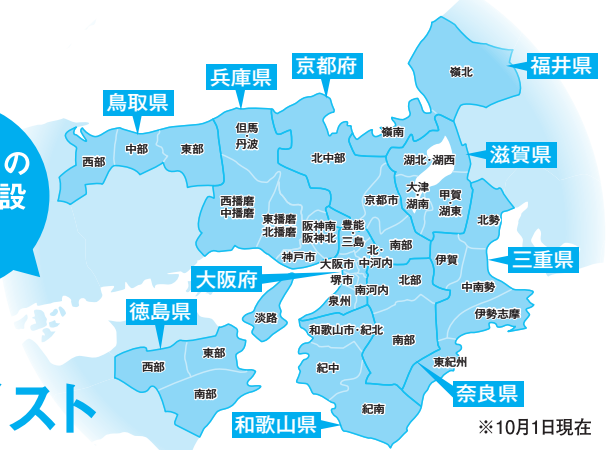 の
設
イスト
鳥取県
兵庫県
京都府
福井県
滋賀県
三重県
大阪府
徳島県
奈良県
和歌山県
嶺北
嶺南
西部
中部
東部
但馬・
丹波
北中部
湖北・湖西
大津・
湖南
甲賀・
湖東
京都市
西播磨
中播磨
東播磨
北播磨
阪神南
阪神北
豊能・
三島
北・
中河内
南部
北勢
神戸市
大阪市
伊賀
堺市
南河内
北部
中南勢
泉州
淡路
伊勢志摩
和歌山市・紀北
南部
西部
東部
南部
紀中
東紀州
紀南
※10月1日現在